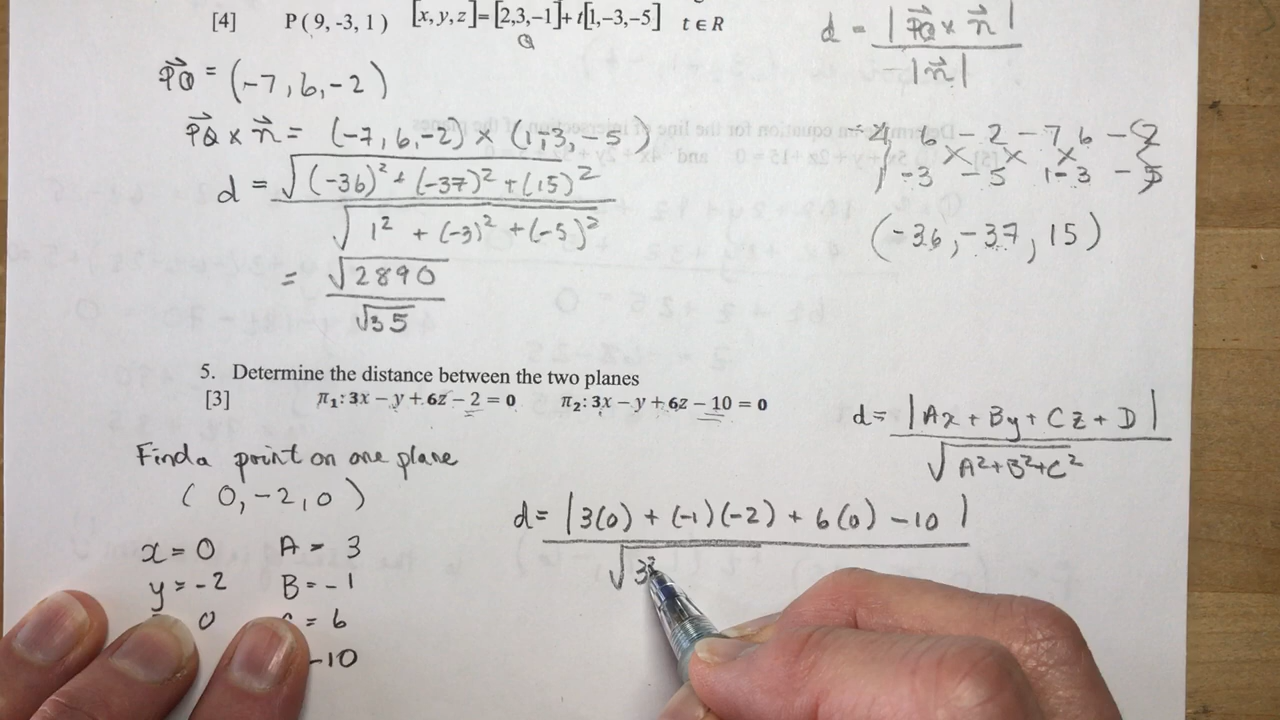 [4] P ( 9, -3, 1 ) [x, y, z] = [2,3,−1]+ t[1,−3,−5] t ∈ R
Q
d = |PQ × n| / |n|
PQ = (-7, 6, -2)
PQ × n = (-7, 6, -2) × (1, -3, -5)
6 -2 -7 6
1 -3 -5 1 -3 -5
(-36, -37, 15)
d = √(-36)² + (-37)² + (15)² / √1² + (-3)² + (-5)²
= √2890 / √35
5. Determine the distance between the two planes
[3] π₁: 3x − y + 6z − 2 = 0 π₂: 3x − y + 6z − 10 = 0
d = |Ax + By + Cz + D| / √A² + B² + C²
Find a point on one plane
( 0, -2, 0 )
d = |3(0) + (-1)(-2) + 6(0) - 10| / √3²
x = 0 A = 3
y = -2 B = -1
0 = 6
-10